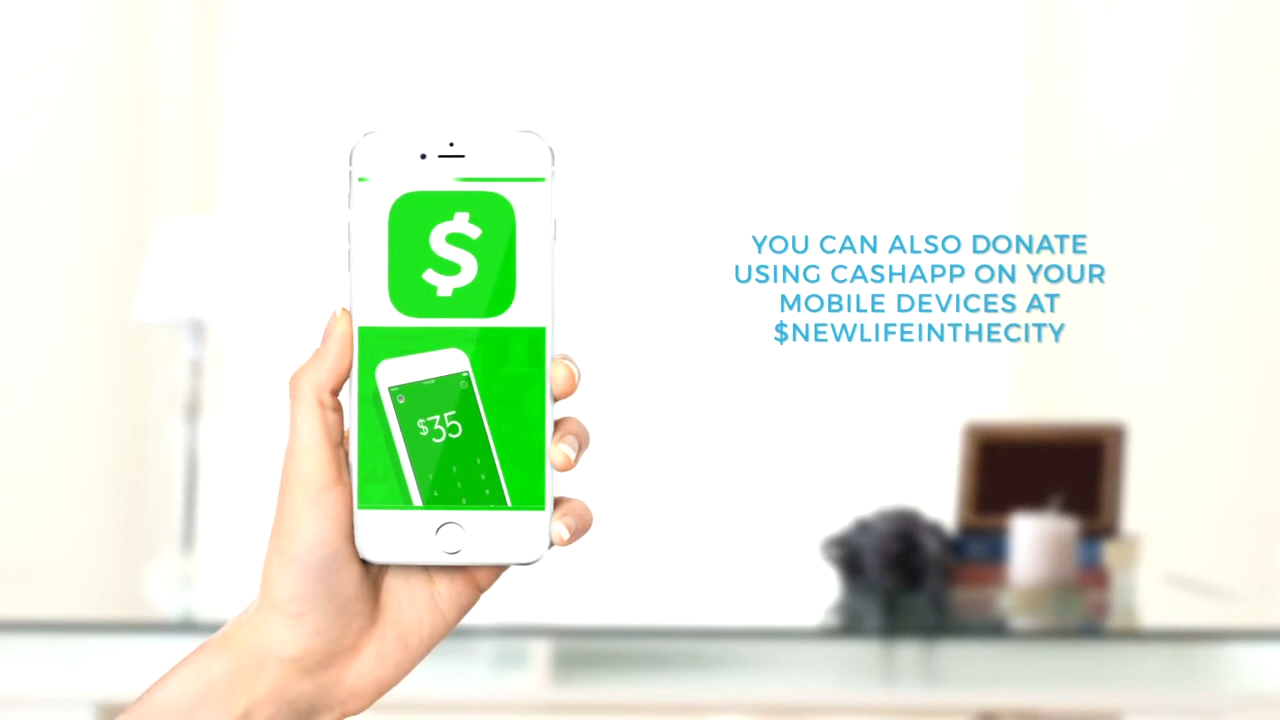 $
$35
YOU CAN ALSO DONATE
USING CASHAPP ON YOUR
MOBILE DEVICES AT
$NEWLIFEINTHECITY